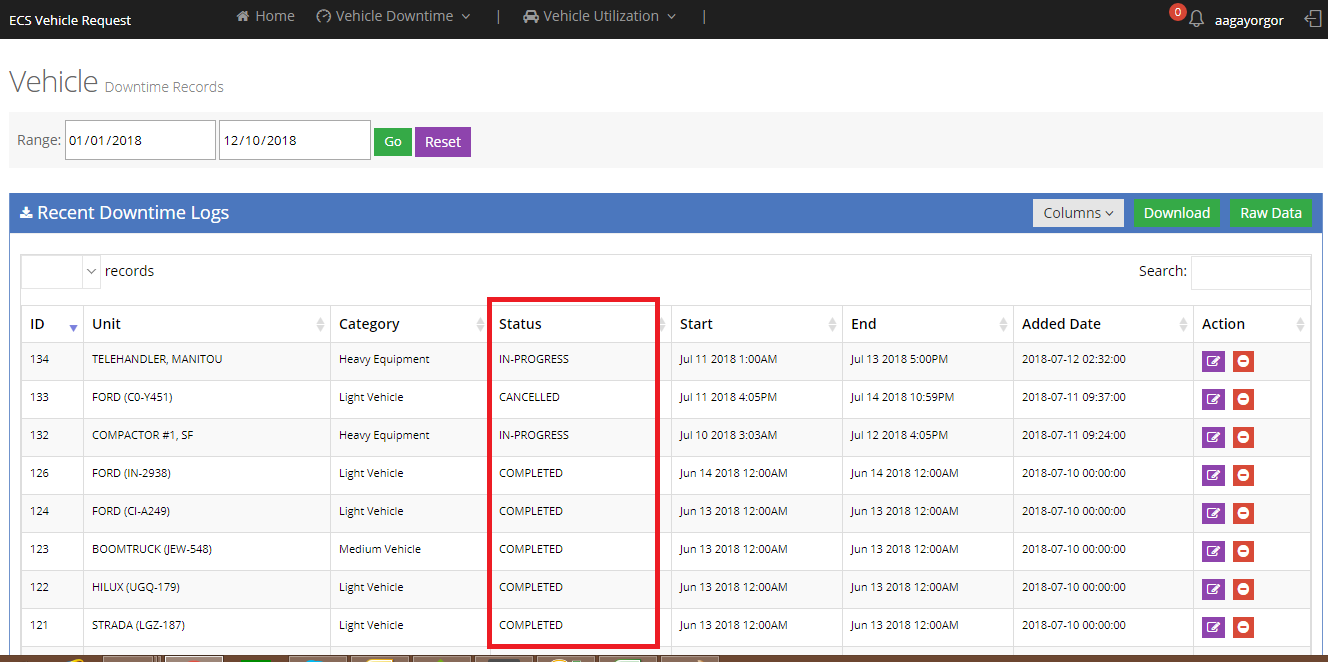 ECS Vehicle Request Home Vehicle Downtime | Vehicle Utilization | 0 aagayorgor
Vehicle Downtime Records
Range: 01/01/2018 12/10/2018 Go Reset
Recent Downtime Logs Columns Download Raw Data
records Search:
ID Unit Category Status Start End Added Date Action
134 TELEHANDLER, MANITOU Heavy Equipment IN-PROGRESS Jul 11 2018 1:00AM Jul 13 2018 5:00PM 2018-07-12 02:32:00
133 FORD (C0-Y451) Light Vehicle CANCELLED Jul 11 2018 4:05PM Jul 14 2018 10:59PM 2018-07-11 09:37:00
132 COMPACTOR #1, SF Heavy Equipment IN-PROGRESS Jul 10 2018 3:03AM Jul 12 2018 4:05PM 2018-07-11 09:24:00
126 FORD (IN-2938) Light Vehicle COMPLETED Jun 14 2018 12:00AM Jun 14 2018 12:00AM 2018-07-10 00:00:00
124 FORD (CI-A249) Light Vehicle COMPLETED Jun 13 2018 12:00AM Jun 13 2018 12:00AM 2018-07-10 00:00:00
123 BOOMTRUCK (JEW-548) Medium Vehicle COMPLETED Jun 13 2018 12:00AM Jun 13 2018 12:00AM 2018-07-10 00:00:00
122 HILUX (UGQ-179) Light Vehicle COMPLETED Jun 13 2018 12:00AM Jun 13 2018 12:00AM 2018-07-10 00:00:00
121 STRADA (LGZ-187) Light Vehicle COMPLETED Jun 13 2018 12:00AM Jun 13 2018 12:00AM 2018-07-10 00:00:00